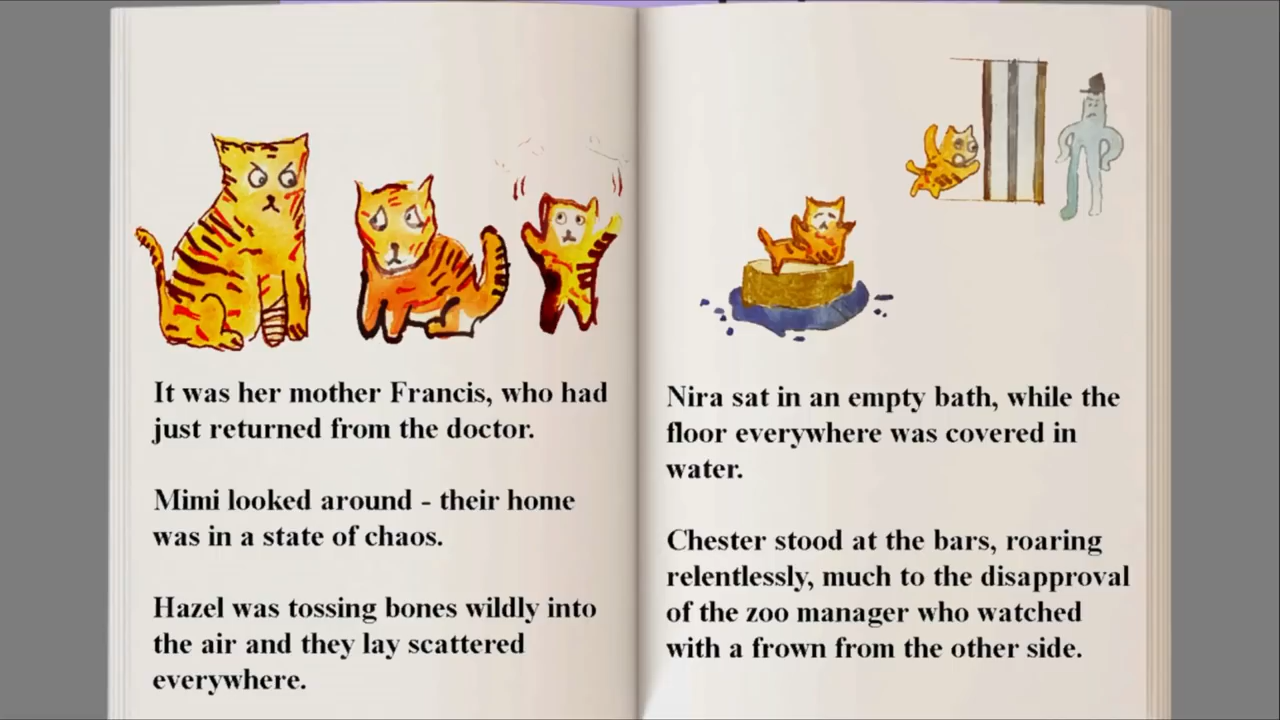 It was her mother Francis, who had
just returned from the doctor.
Mimi looked around - their home
was in a state of chaos.
Hazel was tossing bones wildly into
the air and they lay scattered
everywhere.
Nira sat in an empty bath, while the
floor everywhere was covered in
water.
Chester stood at the bars, roaring
relentlessly, much to the disapproval
of the zoo manager who watched
with a frown from the other side.